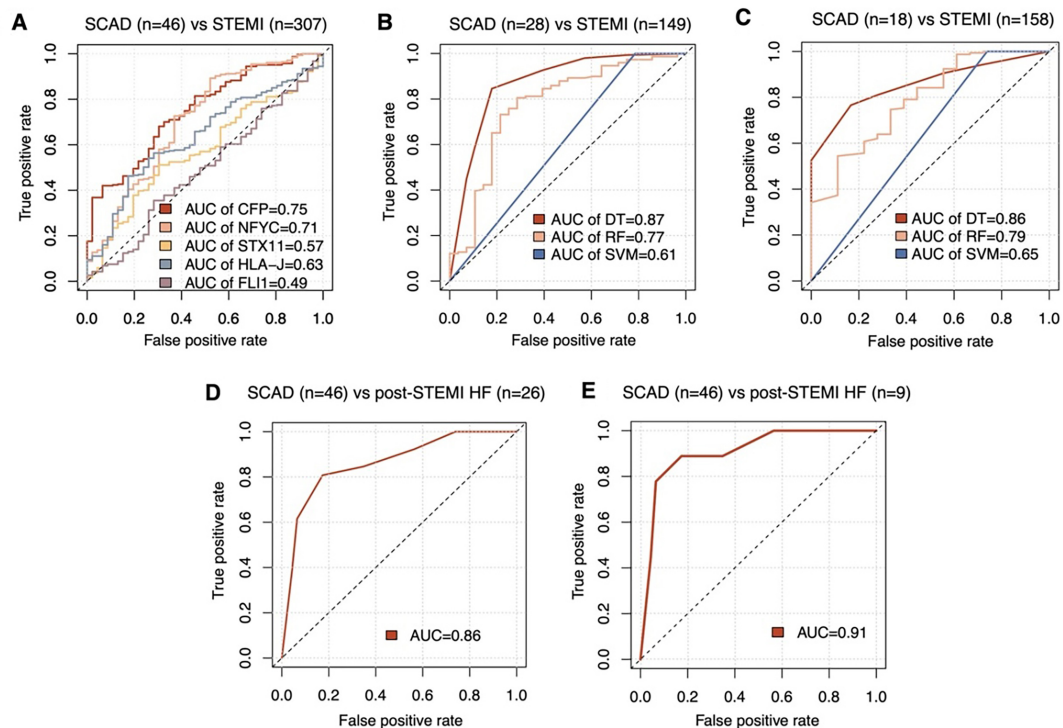 A
SCAD (n=46) vs STEMI (n=307)
True positive rate
0.0 0.2 0.4 0.6 0.8 1.0
AUC of CFP=0.75
AUC of NFYC=0.71
AUC of STX11=0.57
AUC of HLA-J=0.63
AUC of FLI1=0.49
0.0 0.2 0.4 0.6 0.8 1.0
False positive rate
B
SCAD (n=28) vs STEMI (n=149)
True positive rate
0.0 0.2 0.4 0.6 0.8 1.0
AUC of DT=0.87
AUC of RF=0.77
AUC of SVM=0.61
0.0 0.2 0.4 0.6 0.8 1.0
False positive rate
C
SCAD (n=18) vs STEMI (n=158)
True positive rate
0.0 0.2 0.4 0.6 0.8 1.0
AUC of DT=0.86
AUC of RF=0.79
AUC of SVM=0.65
0.0 0.2 0.4 0.6 0.8 1.0
False positive rate
D
SCAD (n=46) vs post-STEMI HF (n=26)
True positive rate
0.0 0.2 0.4 0.6 0.8 1.0
AUC=0.86
0.0 0.2 0.4 0.6 0.8 1.0
False positive rate
E
SCAD (n=46) vs post-STEMI HF (n=9)
True positive rate
0.0 0.2 0.4 0.6 0.8 1.0
AUC=0.91
0.0 0.2 0.4 0.6 0.8 1.0
False positive rate